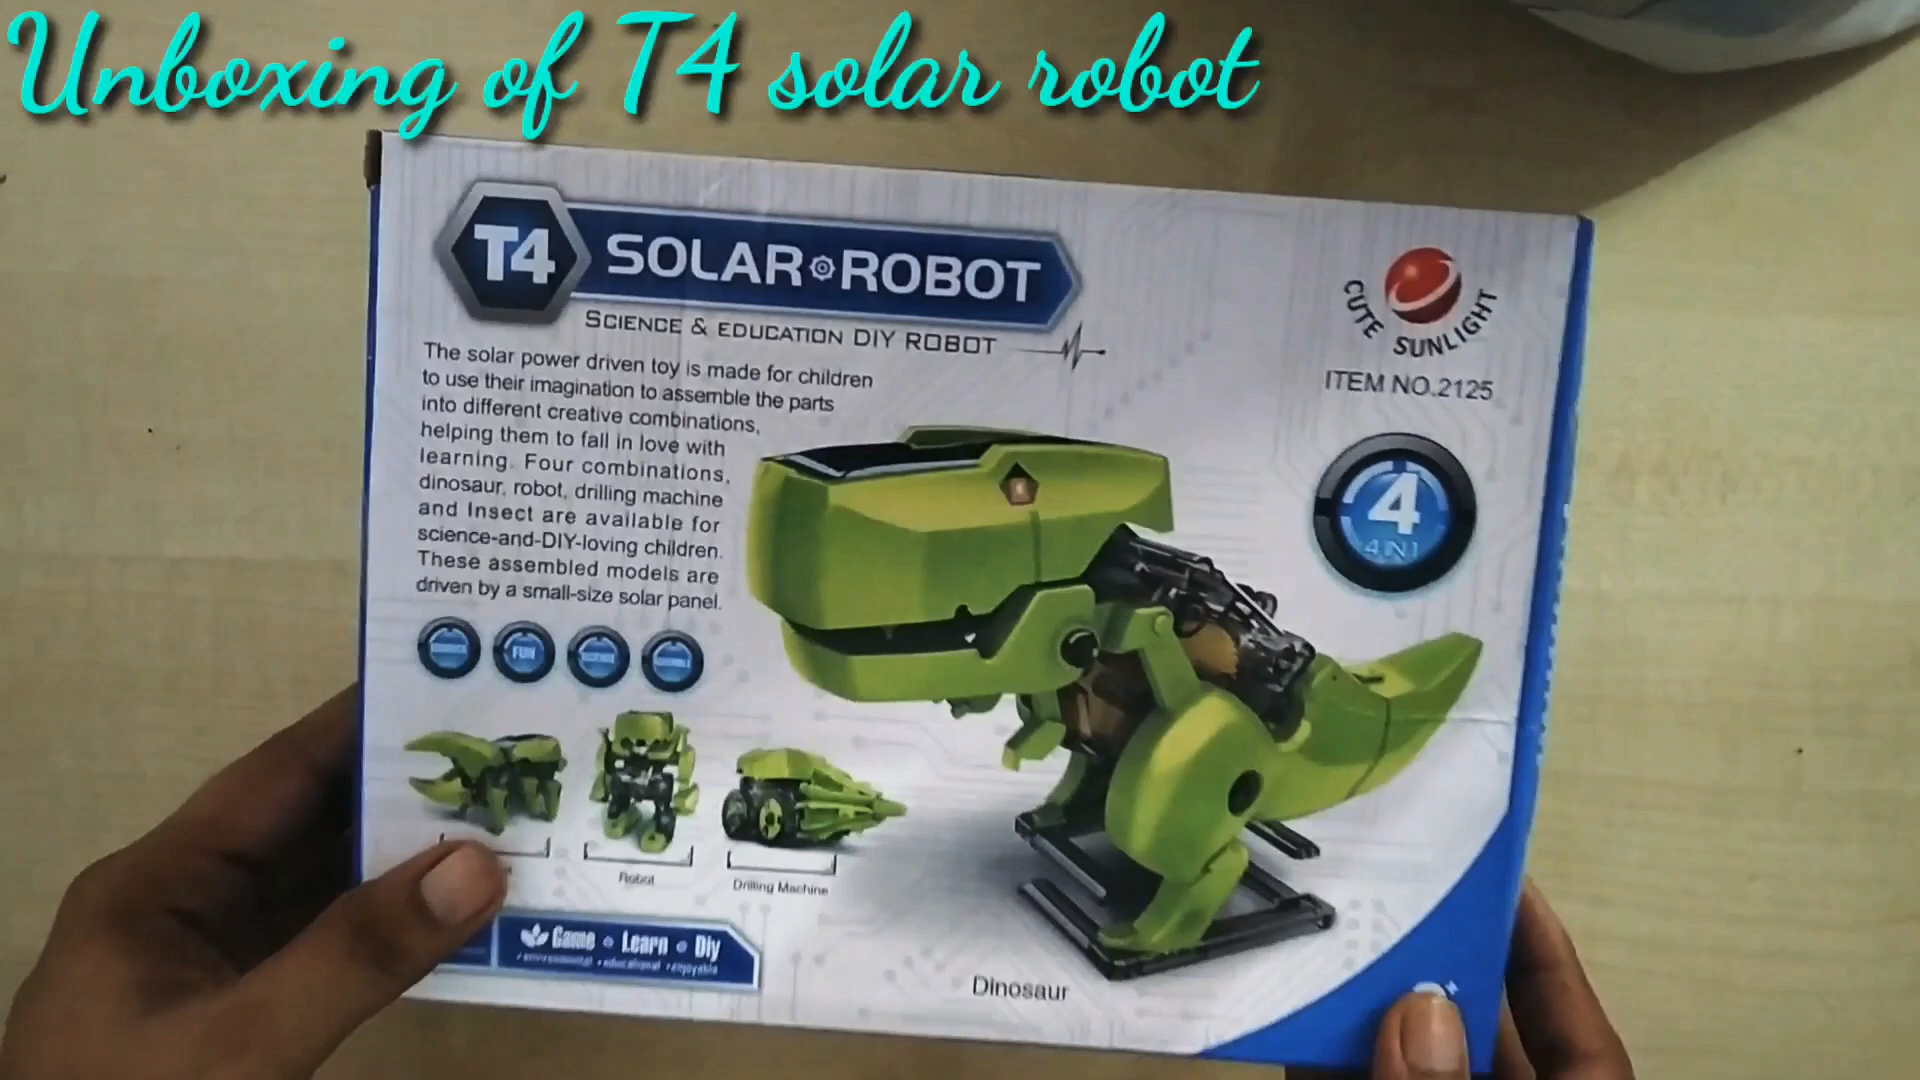 Unboxing of T4 solar robot
T4 SOLAR ROBOT
SCIENCE & EDUCATION DIY ROBOT
The solar power driven toy is made for children
to use their imagination to assemble the parts
into different creative combinations,
helping them to fall in love with
learning. Four combinations,
dinosaur, robot, drilling machine
and Insect are available for
science-and-DIY-loving children.
These assembled models are
driven by a small-size solar panel.
CUTE SUNLIGHT
ITEM NO.2125
4
4 IN 1
FUN
Robot
Drilling Machine
Game • Learn • Diy
• environmental • educational • enjoyable
Dinosaur